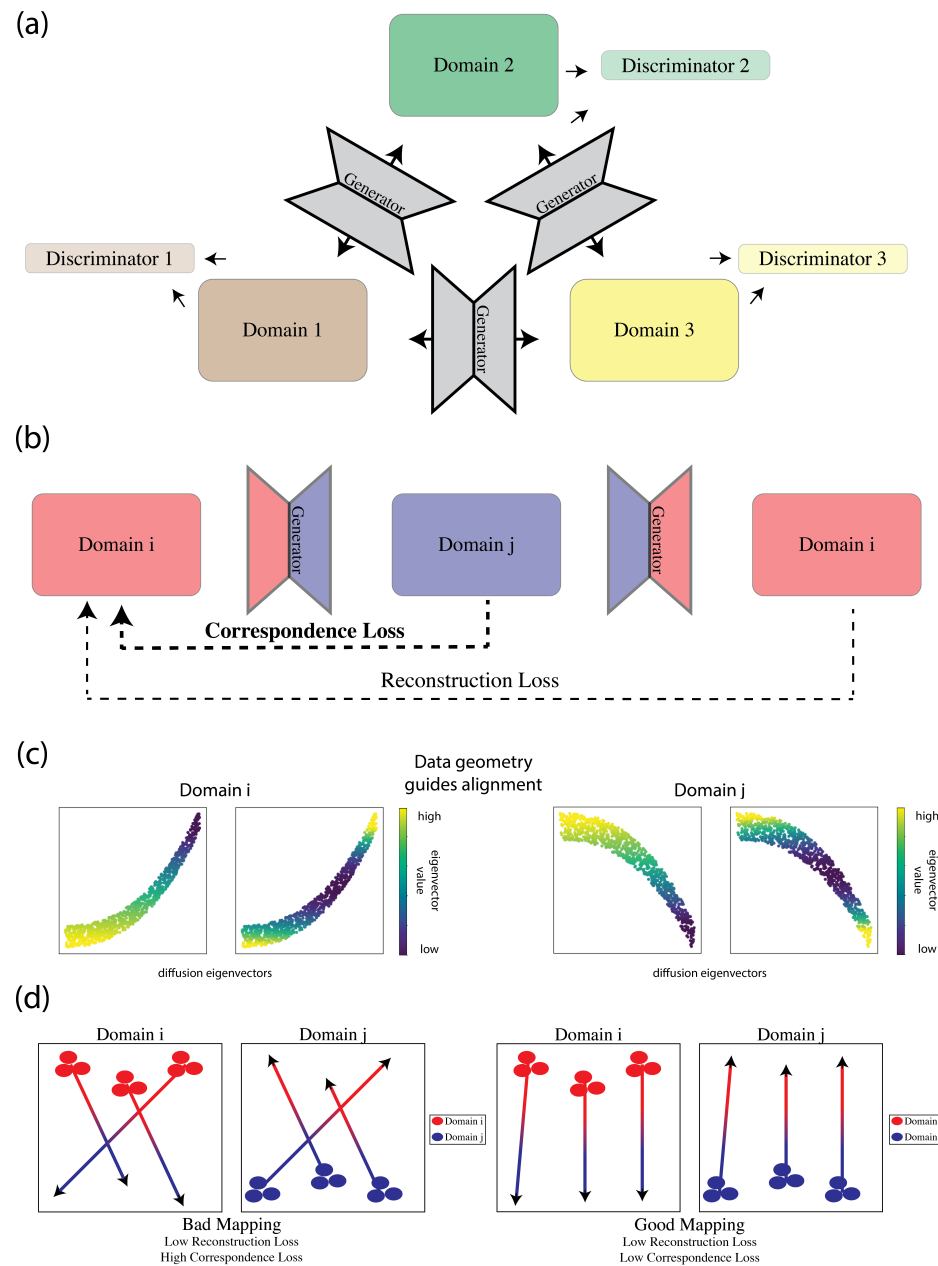 (a)
Domain 2
Discriminator 2
Generator
Generator
Discriminator 1
Discriminator 3
Domain 1
Generator
Domain 3
(b)
Domain i
Generator
Domain j
Generator
Domain i
Correspondence Loss
Reconstruction Loss
(c)
Data geometry
guides alignment
Domain i
Domain j
high
eigenvector
value
low
high
eigenvector
value
low
diffusion eigenvectors
diffusion eigenvectors
(d)
Domain i
Domain j
Domain i
Domain j
Domain i
Domain j
Domain
Domain
Bad Mapping
Low Reconstruction Loss
High Correspondence Loss
Good Mapping
Low Reconstruction Loss
Low Correspondence Loss